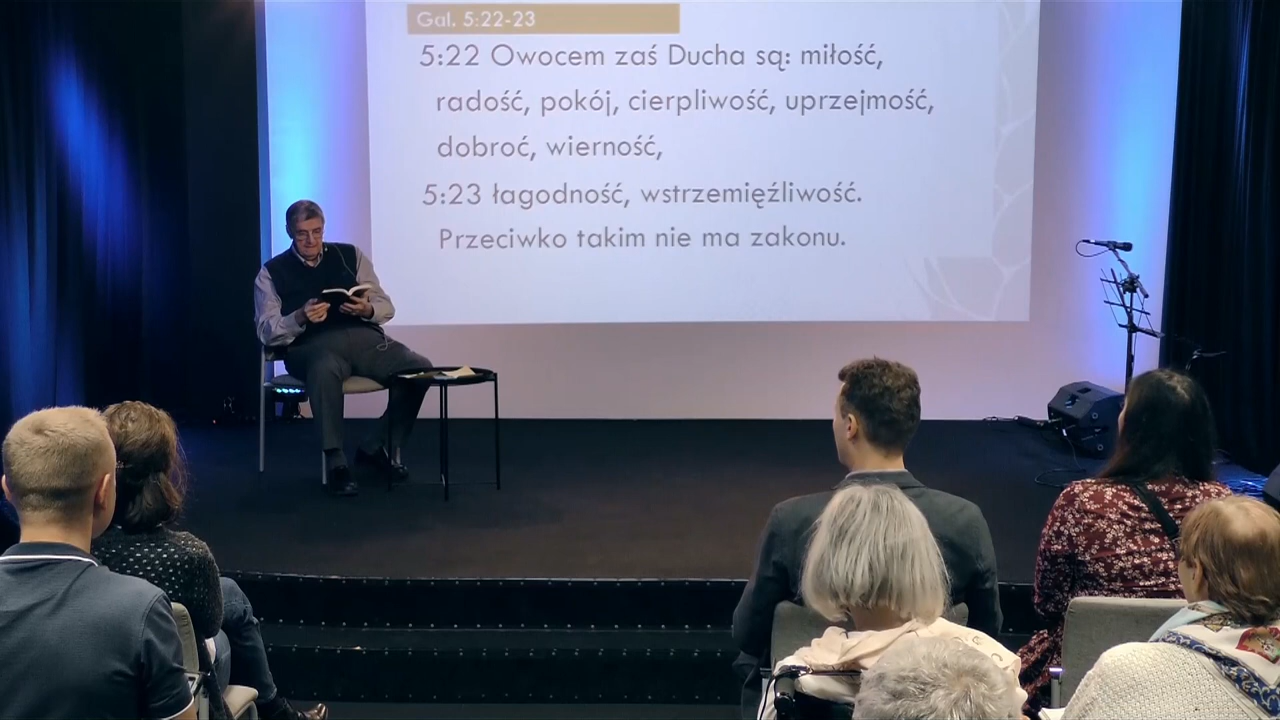 Gal. 5:22-23
5:22 Owocem zaś Ducha są: miłość,
radość, pokój, cierpliwość, uprzejmość,
dobroć, wierność,
5:23 łagodność, wstrzemięźliwość.
Przeciwko takim nie ma zakonu.